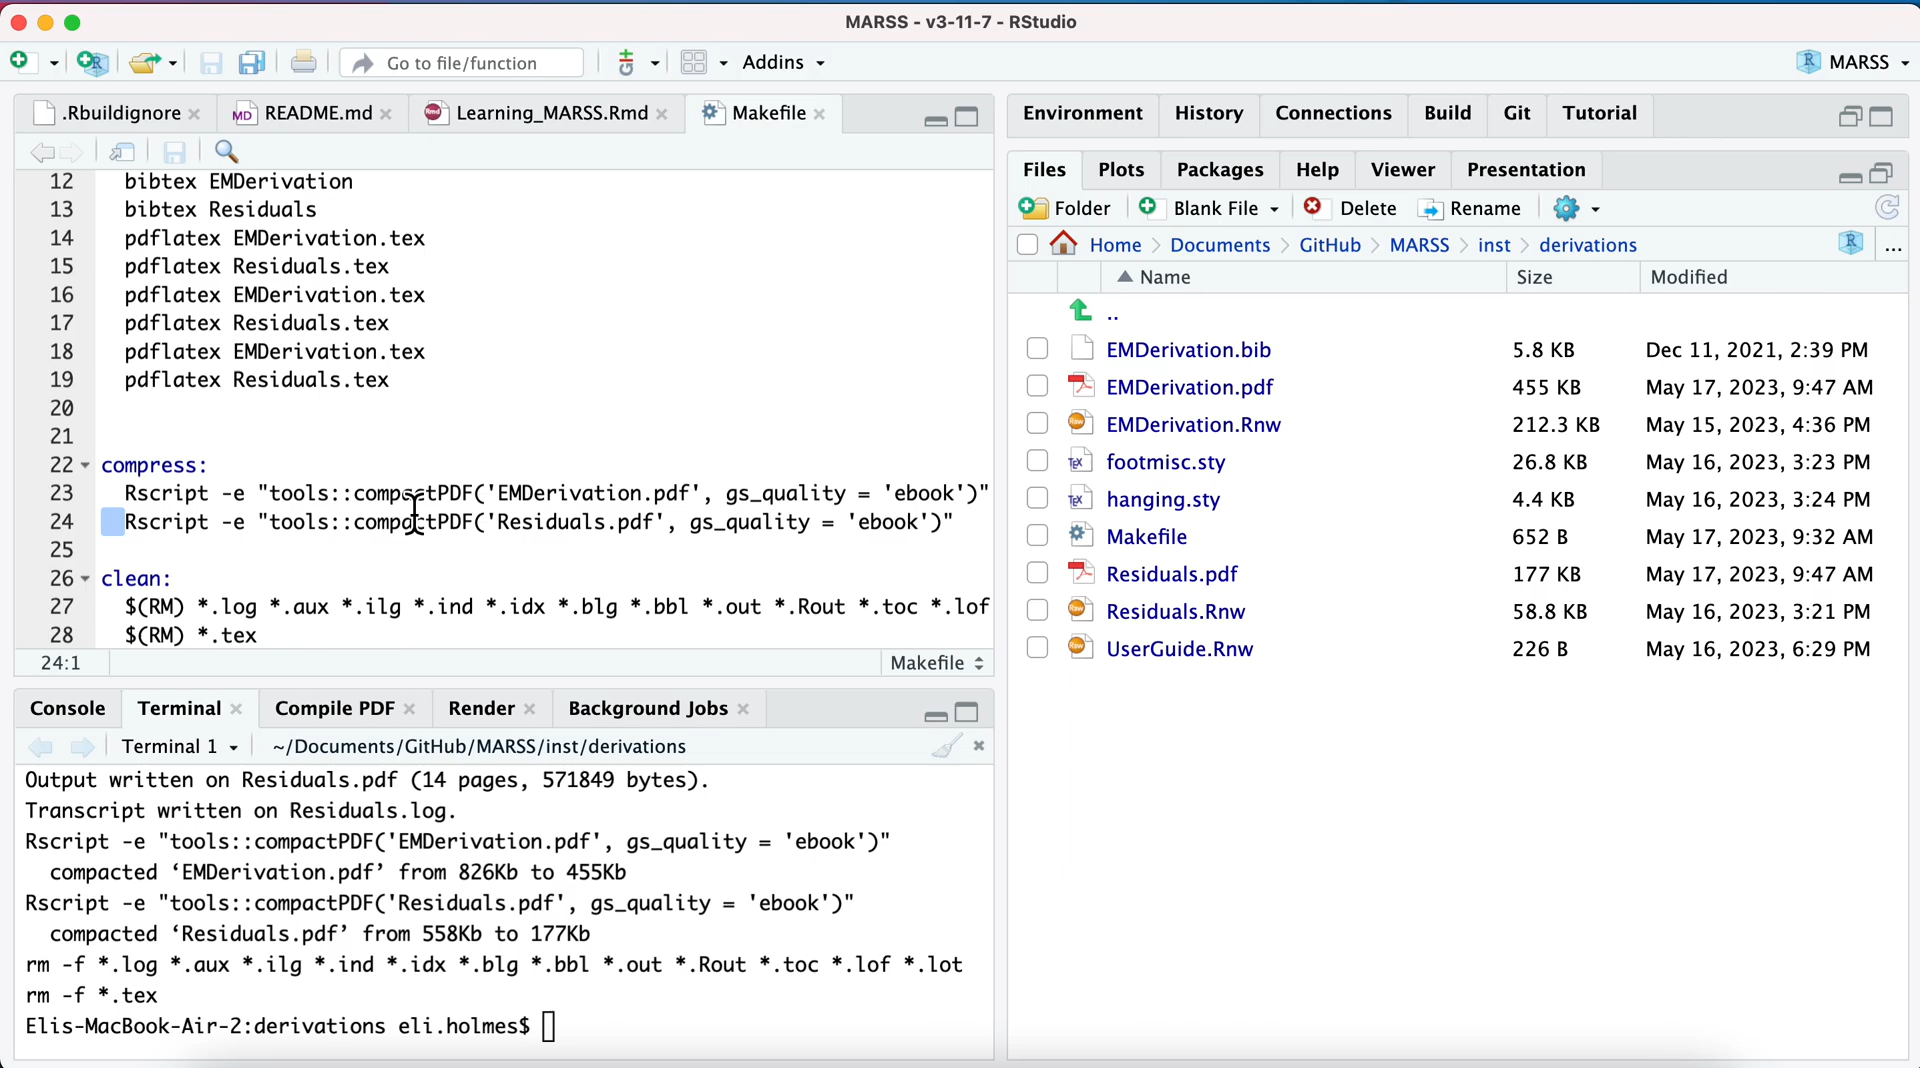 MARSS - v3-11-7 - RStudio
Go to file/function
Addins
MARSS
.Rbuildignore
README.md
Learning_MARSS.Rmd
Makefile
12 bibtex EMDerivation
13 bibtex Residuals
14 pdflatex EMDerivation.tex
15 pdflatex Residuals.tex
16 pdflatex EMDerivation.tex
17 pdflatex Residuals.tex
18 pdflatex EMDerivation.tex
19 pdflatex Residuals.tex
20
21
22 compress:
23 Rscript -e "tools::compactPDF('EMDerivation.pdf', gs_quality = 'ebook')"
24 Rscript -e "tools::compactPDF('Residuals.pdf', gs_quality = 'ebook')"
25
26 clean:
27 $(RM) *.log *.aux *.ilg *.ind *.idx *.blg *.bbl *.out *.Rout *.toc *.lof
28 $(RM) *.tex
24:1
Makefile
Console
Terminal
Compile PDF
Render
Background Jobs
Terminal 1
~/Documents/GitHub/MARSS/inst/derivations
Output written on Residuals.pdf (14 pages, 571849 bytes).
Transcript written on Residuals.log.
Rscript -e "tools::compactPDF('EMDerivation.pdf', gs_quality = 'ebook')"
compacted ‘EMDerivation.pdf’ from 826Kb to 455Kb
Rscript -e "tools::compactPDF('Residuals.pdf', gs_quality = 'ebook')"
compacted ‘Residuals.pdf’ from 558Kb to 177Kb
rm -f *.log *.aux *.ilg *.ind *.idx *.blg *.bbl *.out *.Rout *.toc *.lof *.lot
rm -f *.tex
Elis-MacBook-Air-2:derivations eli.holmes$
Environment
History
Connections
Build
Git
Tutorial
Files
Plots
Packages
Help
Viewer
Presentation
Folder
Blank File
Delete
Rename
Home
Documents
GitHub
MARSS
inst
derivations
...
Name Size Modified
..
EMDerivation.bib 5.8 KB Dec 11, 2021, 2:39 PM
EMDerivation.pdf 455 KB May 17, 2023, 9:47 AM
EMDerivation.Rnw 212.3 KB May 15, 2023, 4:36 PM
footmisc.sty 26.8 KB May 16, 2023, 3:23 PM
hanging.sty 4.4 KB May 16, 2023, 3:24 PM
Makefile 652 B May 17, 2023, 9:32 AM
Residuals.pdf 177 KB May 17, 2023, 9:47 AM
Residuals.Rnw 58.8 KB May 16, 2023, 3:21 PM
UserGuide.Rnw 226 B May 16, 2023, 6:29 PM